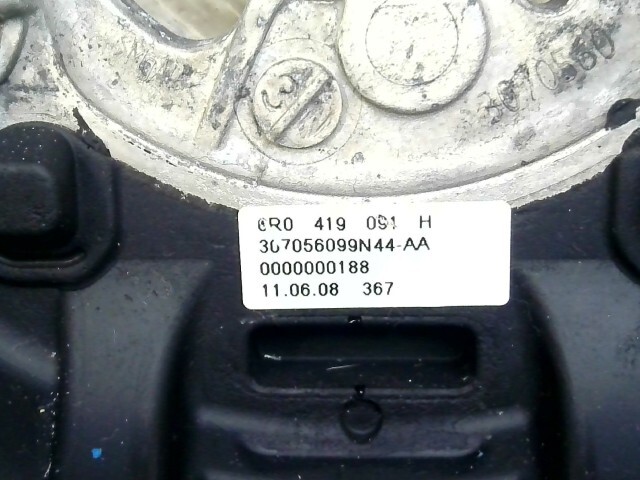 6R0 419 091 H
307056099N44-AA
0000000188
11.06.08 367